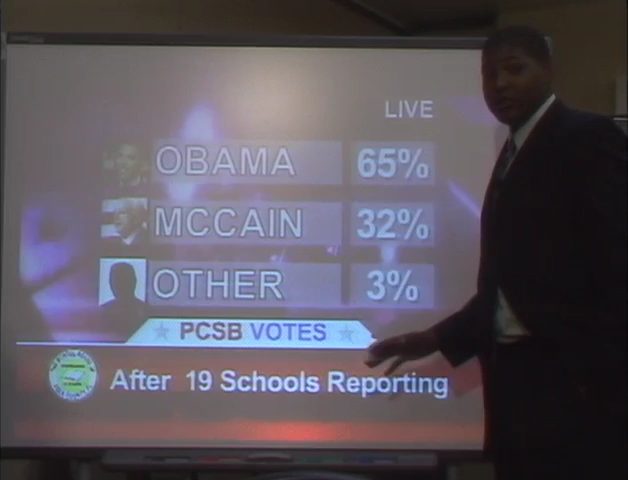 LIVE
OBAMA 65%
MCCAIN 32%
OTHER 3%
PCSB VOTES
After 19 Schools Reporting